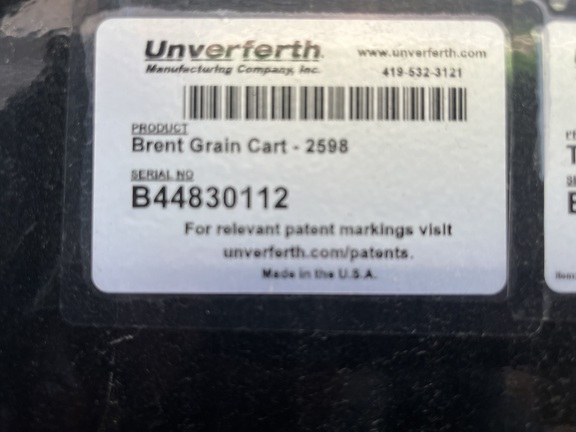 Unverferth www.unverferth.com
Manufacturing Company, Inc. 419-532-3121
PRODUCT
Brent Grain Cart - 2598
SERIAL NO
B44830112
For relevant patent markings visit
unverferth.com/patents.
Made in the U.S.A.